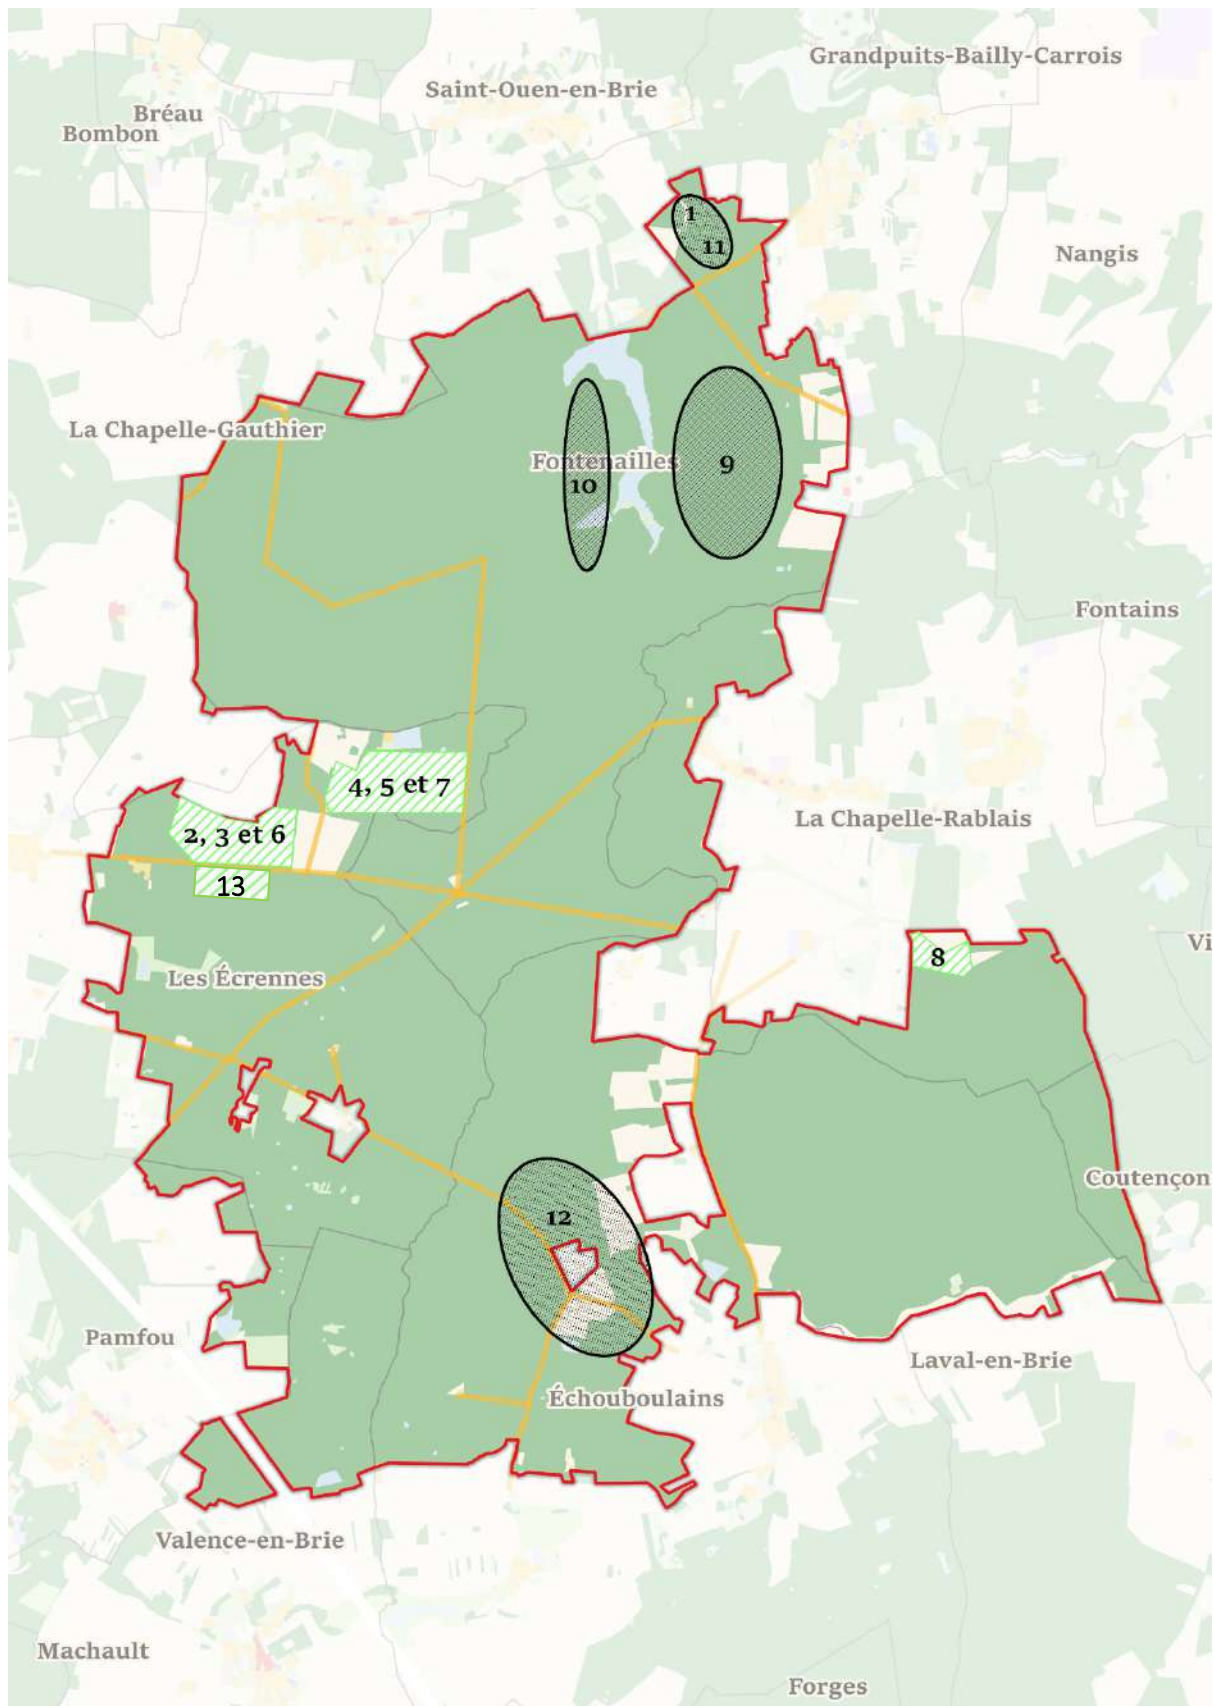 Grandpuits-Bailly-Carrois
Saint-Ouen-en-Brie
Bréau
Bombon
1
11
Nangis
La Chapelle-Gauthier
Fontenailles
9
10
Fontains
4, 5 et 7
2, 3 et 6
La Chapelle-Rablais
13
Vi
8
Les Écrennes
Coutençon
12
Pamfou
Laval-en-Brie
Échouboulains
Valence-en-Brie
Machault
Forges